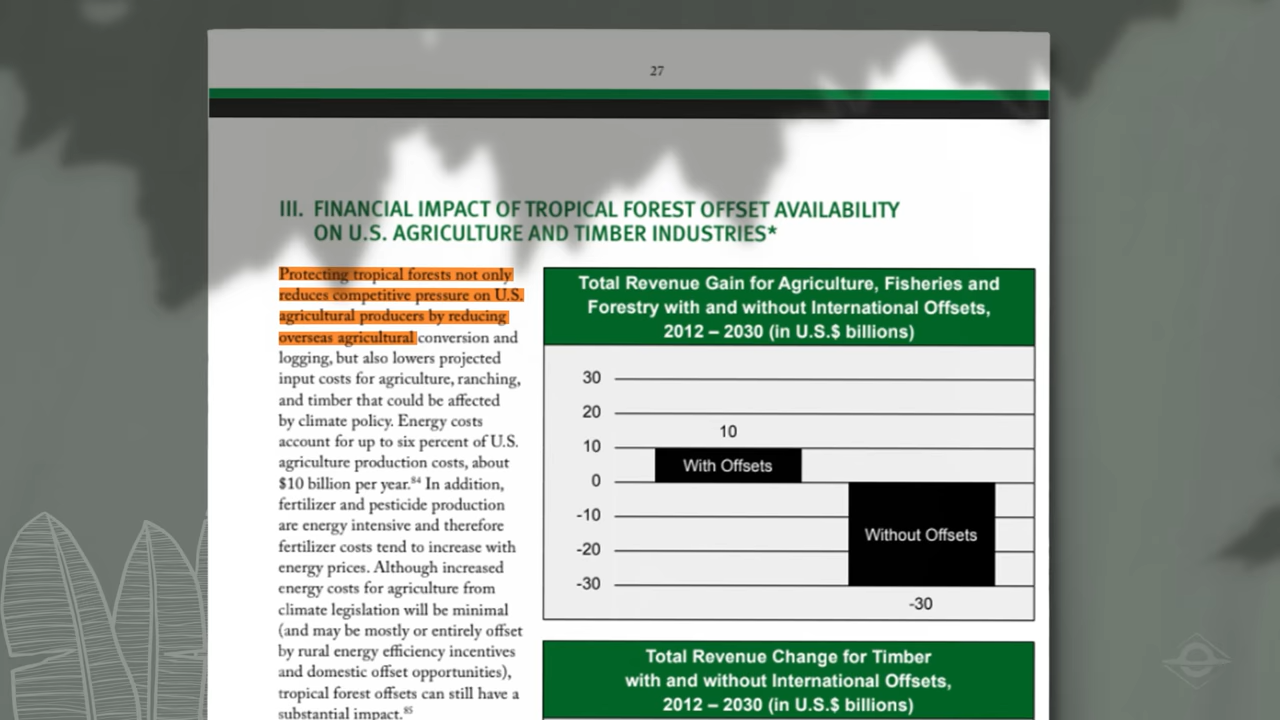 27
III. FINANCIAL IMPACT OF TROPICAL FOREST OFFSET AVAILABILITY
ON U.S. AGRICULTURE AND TIMBER INDUSTRIES*
Protecting tropical forests not only
reduces competitive pressure on U.S.
agricultural producers by reducing
overseas agricultural conversion and
logging, but also lowers projected
input costs for agriculture, ranching,
and timber that could be affected
by climate policy. Energy costs
account for up to six percent of U.S.
agriculture production costs, about
$10 billion per year.84 In addition,
fertilizer and pesticide production
are energy intensive and therefore
fertilizer costs tend to increase with
energy prices. Although increased
energy costs for agriculture from
climate legislation will be minimal
(and may be mostly or entirely offset
by rural energy efficiency incentives
and domestic offset opportunities),
tropical forest offsets can still have a
substantial impact.85
Total Revenue Gain for Agriculture, Fisheries and
Forestry with and without International Offsets,
2012 – 2030 (in U.S.$ billions)
30
20
10
10
With Offsets
0
-10
Without Offsets
-20
-30
-30
Total Revenue Change for Timber
with and without International Offsets,
2012 – 2030 (in U.S.$ billions)